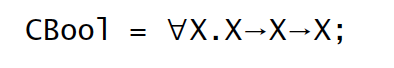 CBool = ∀X.X→X→X;